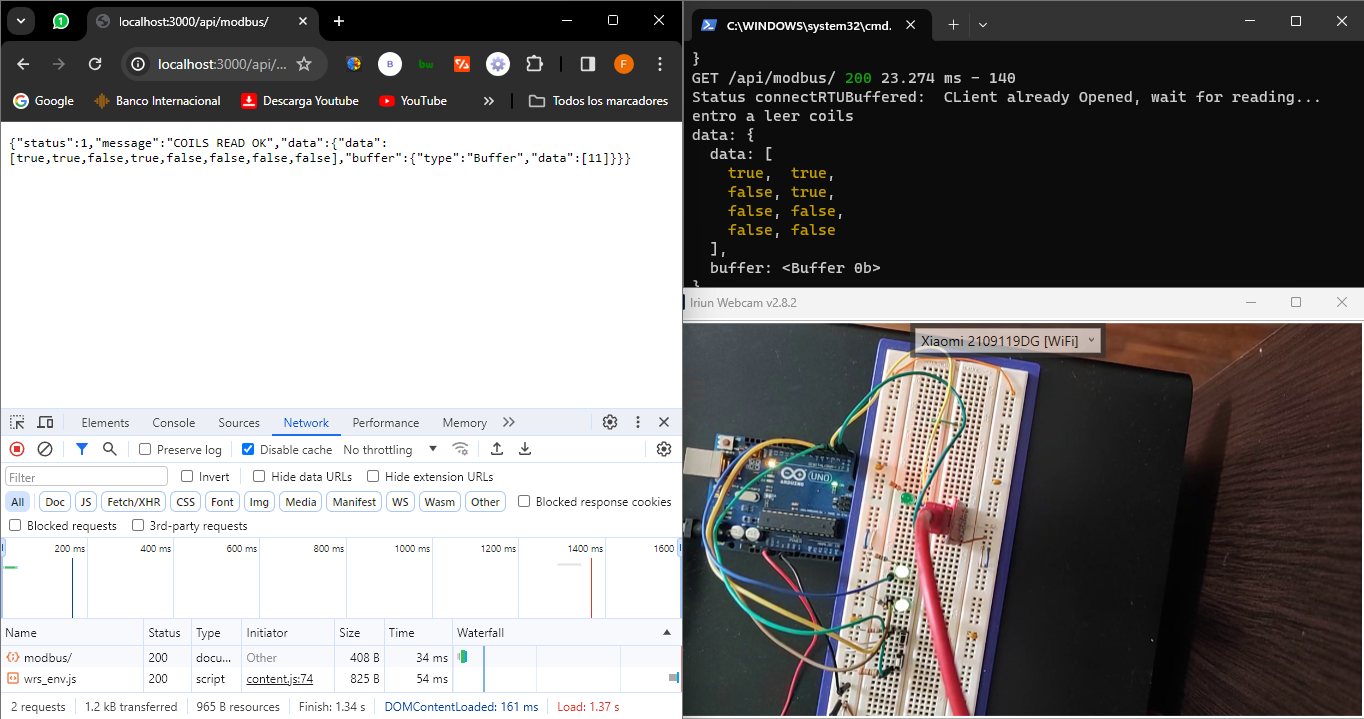 localhost:3000/api/modbus/
localhost:3000/api/...
Google
Banco Internacional
Descarga Youtube
YouTube
Todos los marcadores
{"status":1,"message":"COILS READ OK","data":{"data":
[true,true,false,true,false,false,false,false],"buffer":{"type":"Buffer","data":[11]}}}
Elements Console Sources Network Performance Memory
Preserve log Disable cache No throttling
Filter Invert Hide data URLs Hide extension URLs
All Doc JS Fetch/XHR CSS Font Img Media Manifest WS Wasm Other Blocked response cookies
Blocked requests 3rd-party requests
200 ms 400 ms 600 ms 800 ms 1000 ms 1200 ms 1400 ms 1600
Name Status Type Initiator Size Time Waterfall
modbus/ 200 docu... Other 408 B 34 ms
wrs_env.js 200 script content.js:74 825 B 54 ms
2 requests 1.2 kB transferred 965 B resources Finish: 1.34 s DOMContentLoaded: 161 ms Load: 1.37 s
C:\WINDOWS\system32\cmd.
}
GET /api/modbus/ 200 23.274 ms - 140
Status connectRTUBuffered:  CLient already Opened, wait for reading...
entro a leer coils
data: {
data: [
true,  true,
false, true,
false, false,
false, false
],
buffer: <Buffer 0b>
}
Iriun Webcam v2.8.2
Xiaomi 2109119DG [WiFi]
UNO
ARDUINO